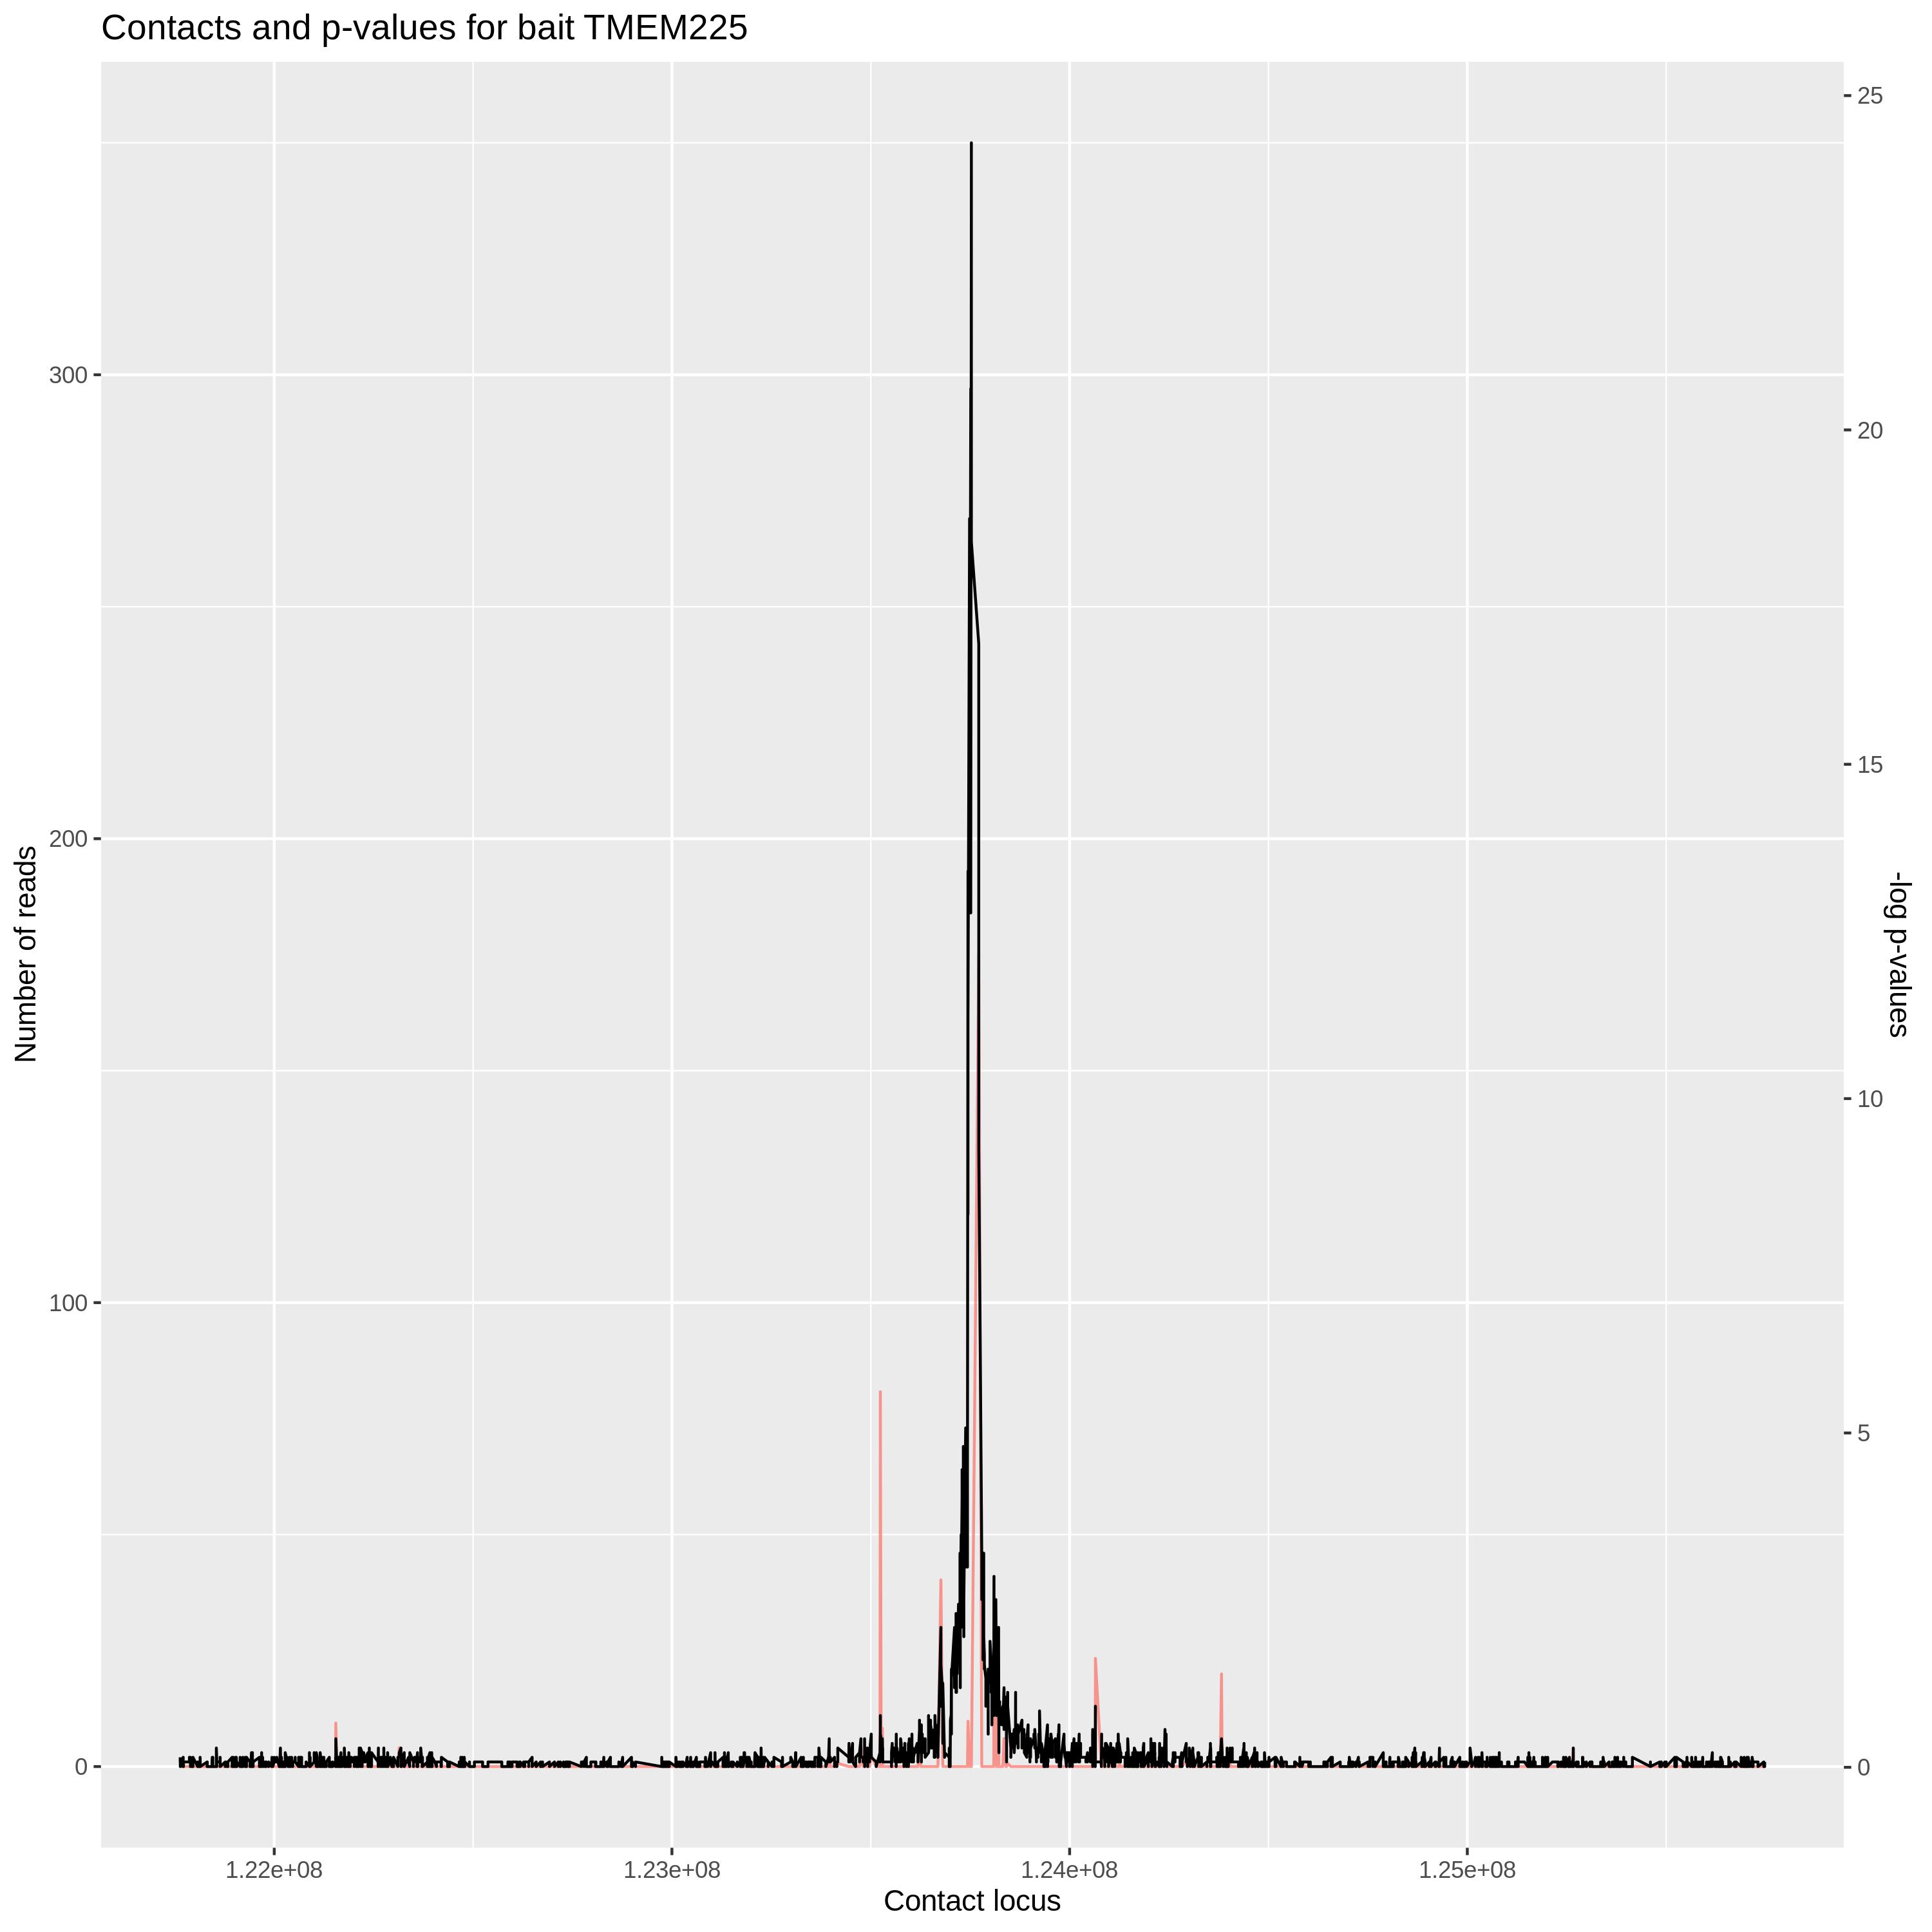 Contacts and p-values for bait TMEM225
Number of reads
300
200
100
0
25
20
15
10
5
0
-log p-values
1.22e+08
1.23e+08
1.24e+08
1.25e+08
Contact locus